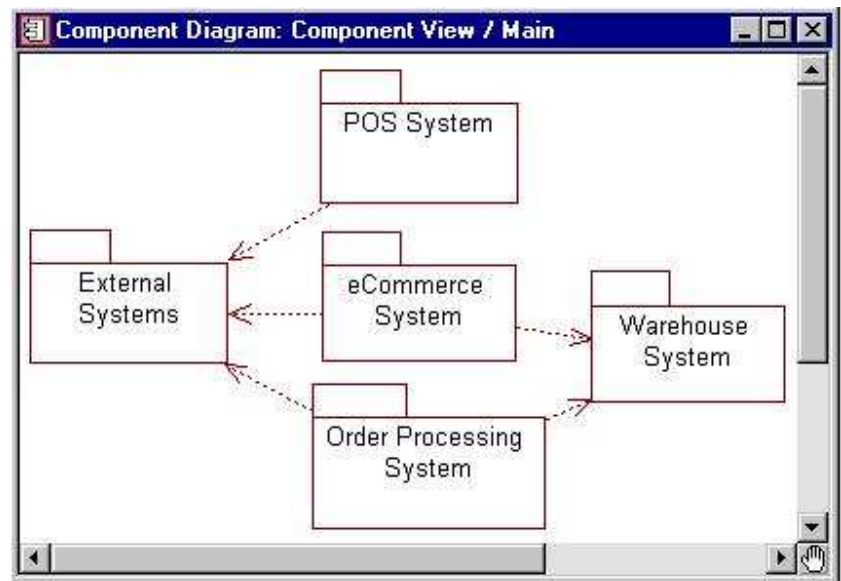 Component Diagram: Component View / Main
POS System
External
Systems
eCommerce
System
Warehouse
System
Order Processing
System